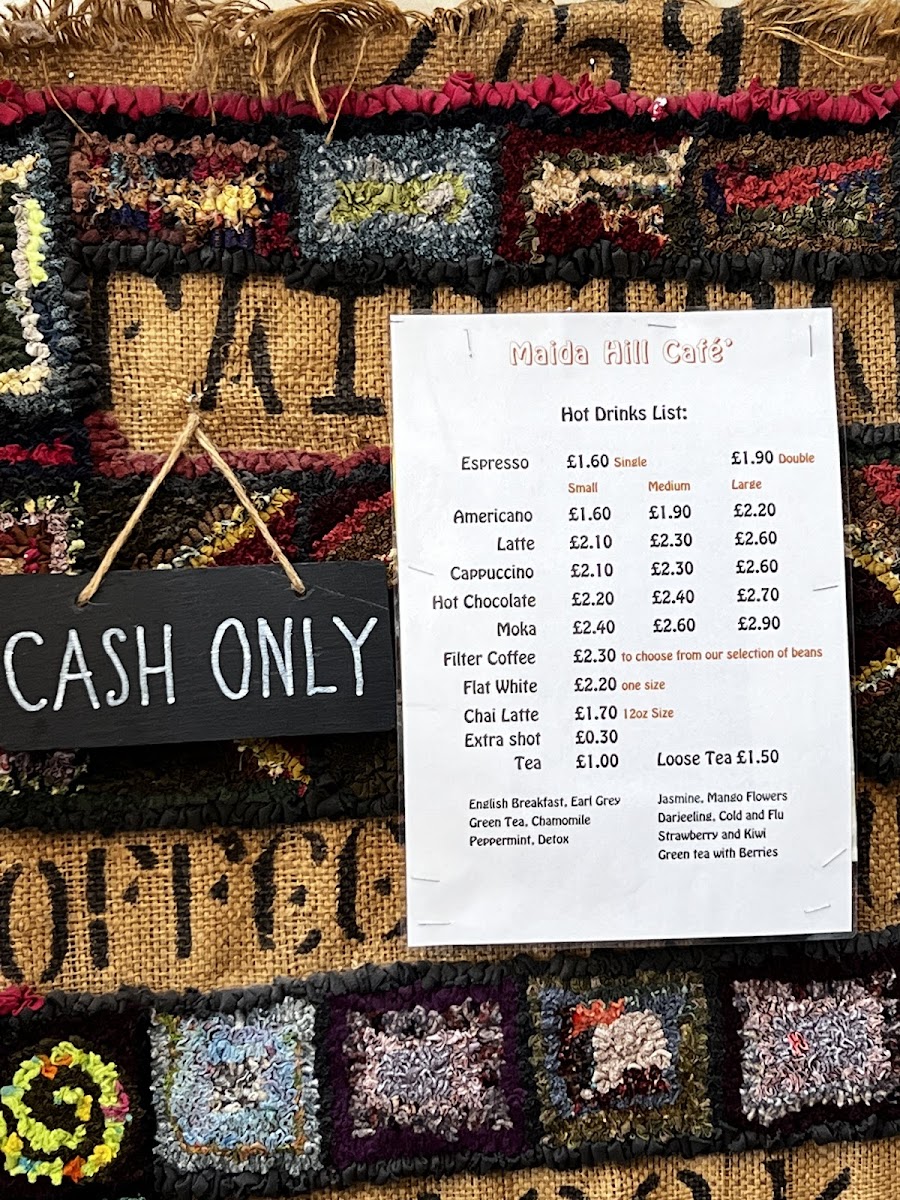 Maida Hill Café*
Hot Drinks List:
Espresso £1.60 Single £1.90 Double
Small Medium Large
Americano £1.60 £1.90 £2.20
Latte £2.10 £2.30 £2.60
Cappuccino £2.10 £2.30 £2.60
Hot Chocolate £2.20 £2.40 £2.70
Moka £2.40 £2.60 £2.90
Filter Coffee £2.30 to choose from our selection of beans
Flat White £2.20 one size
Chai Latte £1.70 12oz Size
Extra shot £0.30
Tea £1.00 Loose Tea £1.50
English Breakfast, Earl Grey
Green Tea, Chamomile
Peppermint, Detox
Jasmine, Mango Flowers
Darjeeling, Cold and Flu
Strawberry and Kiwi
Green tea with Berries
CASH ONLY